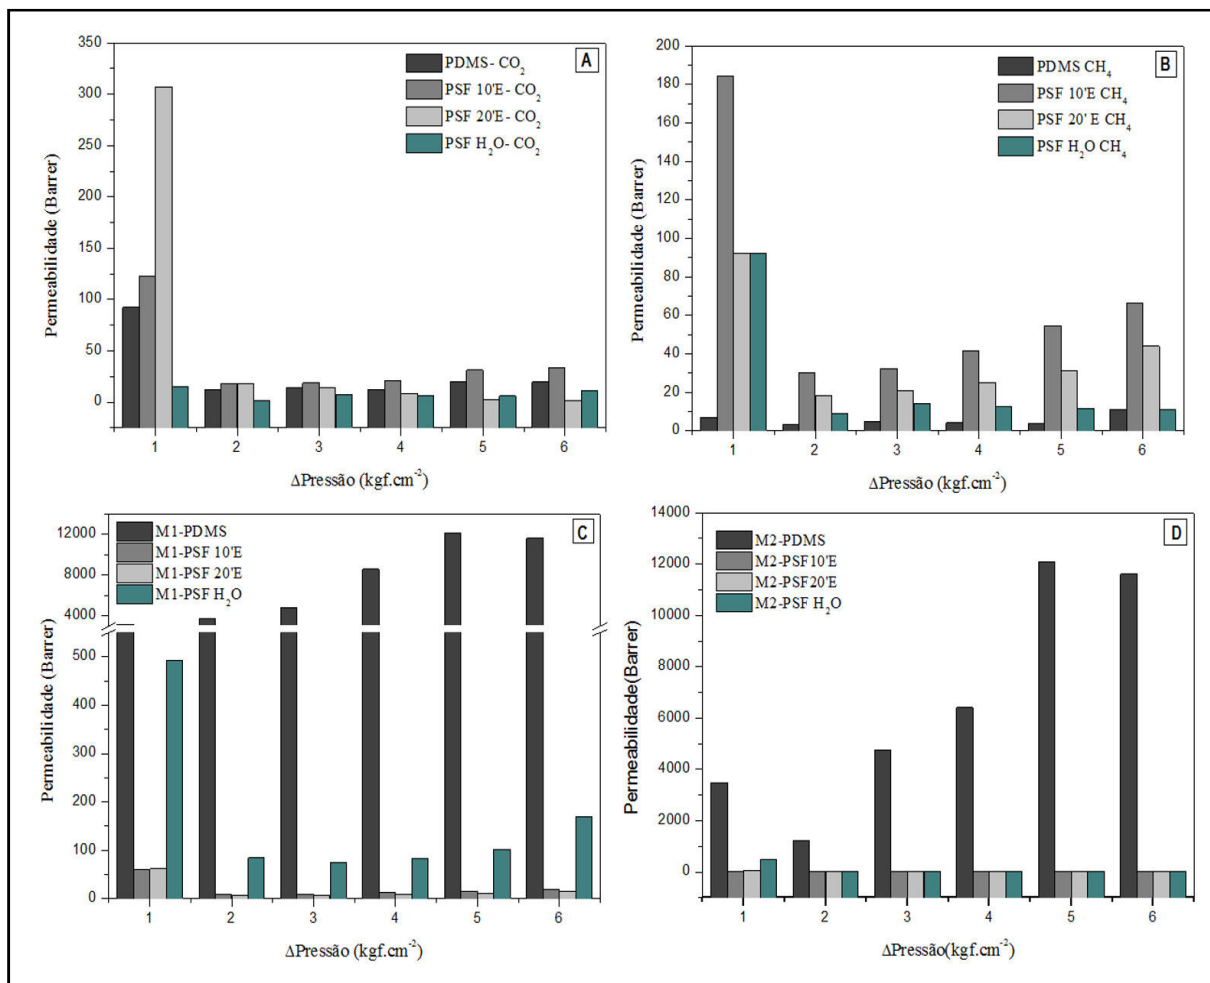 A
PDMS - CO₂
PSF 10'E - CO₂
PSF 20'E - CO₂
PSF H₂O - CO₂
350
300
250
200
150
100
50
0
Permeabilidade (Barrer)
1 2 3 4 5 6
ΔPressão (kgf.cm⁻²)
B
PDMS CH₄
PSF 10'E CH₄
PSF 20' E CH₄
PSF H₂O CH₄
200
180
160
140
120
100
80
60
40
20
0
Permeabilidade (Barrer)
1 2 3 4 5 6
ΔPressão (kgf.cm⁻²)
C
M1-PDMS
M1-PSF 10'E
M1-PSF 20'E
M1-PSF H₂O
12000
8000
4000
500
400
300
200
100
0
Permeabilidade (Barrer)
1 2 3 4 5 6
ΔPressão (kgf.cm⁻²)
D
M2-PDMS
M2-PSF10'E
M2-PSF20'E
M2-PSF H₂O
14000
12000
10000
8000
6000
4000
2000
0
Permeabilidade(Barrer)
1 2 3 4 5 6
ΔPressão(kgf.cm⁻²)